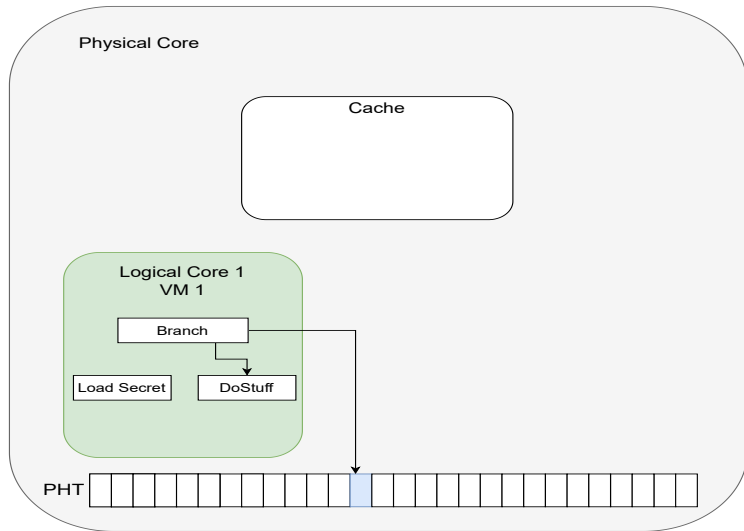 Physical Core
Cache
Logical Core 1
VM 1
Branch
Load Secret
DoStuff
PHT